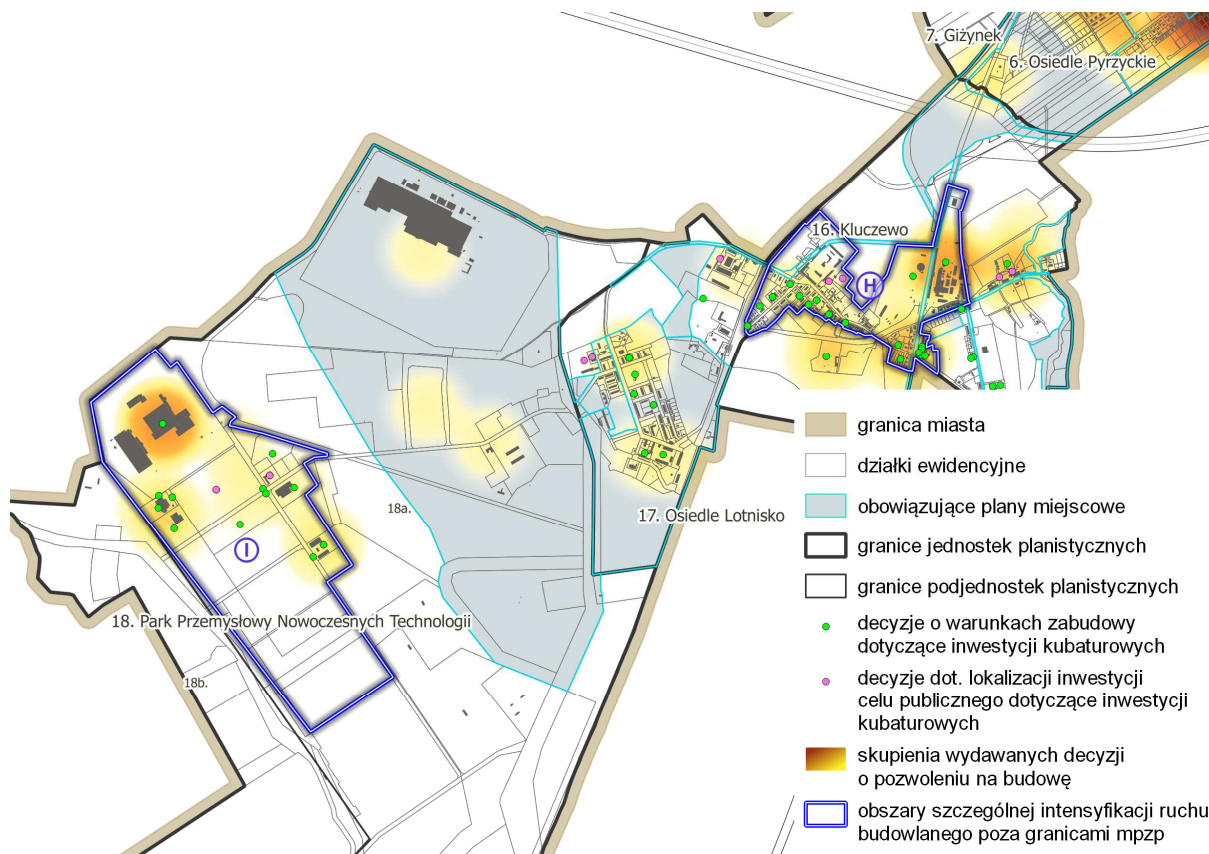 7. Giżynek
6. Osiedle Pyrzyckie
16. Kluczewo
H
17. Osiedle Lotnisko
18a.
I
18. Park Przemysłowy Nowoczesnych Technologii
18b.
granica miasta
działki ewidencyjne
obowiązujące plany miejscowe
granice jednostek planistycznych
granice podjednostek planistycznych
decyzje o warunkach zabudowy
dotyczące inwestycji kubaturowych
decyzje dot. lokalizacji inwestycji
celu publicznego dotyczące inwestycji
kubaturowych
skupienia wydawanych decyzji
o pozwoleniu na budowę
obszary szczególnej intensyfikacji ruchu
budowlanego poza granicami mpzp